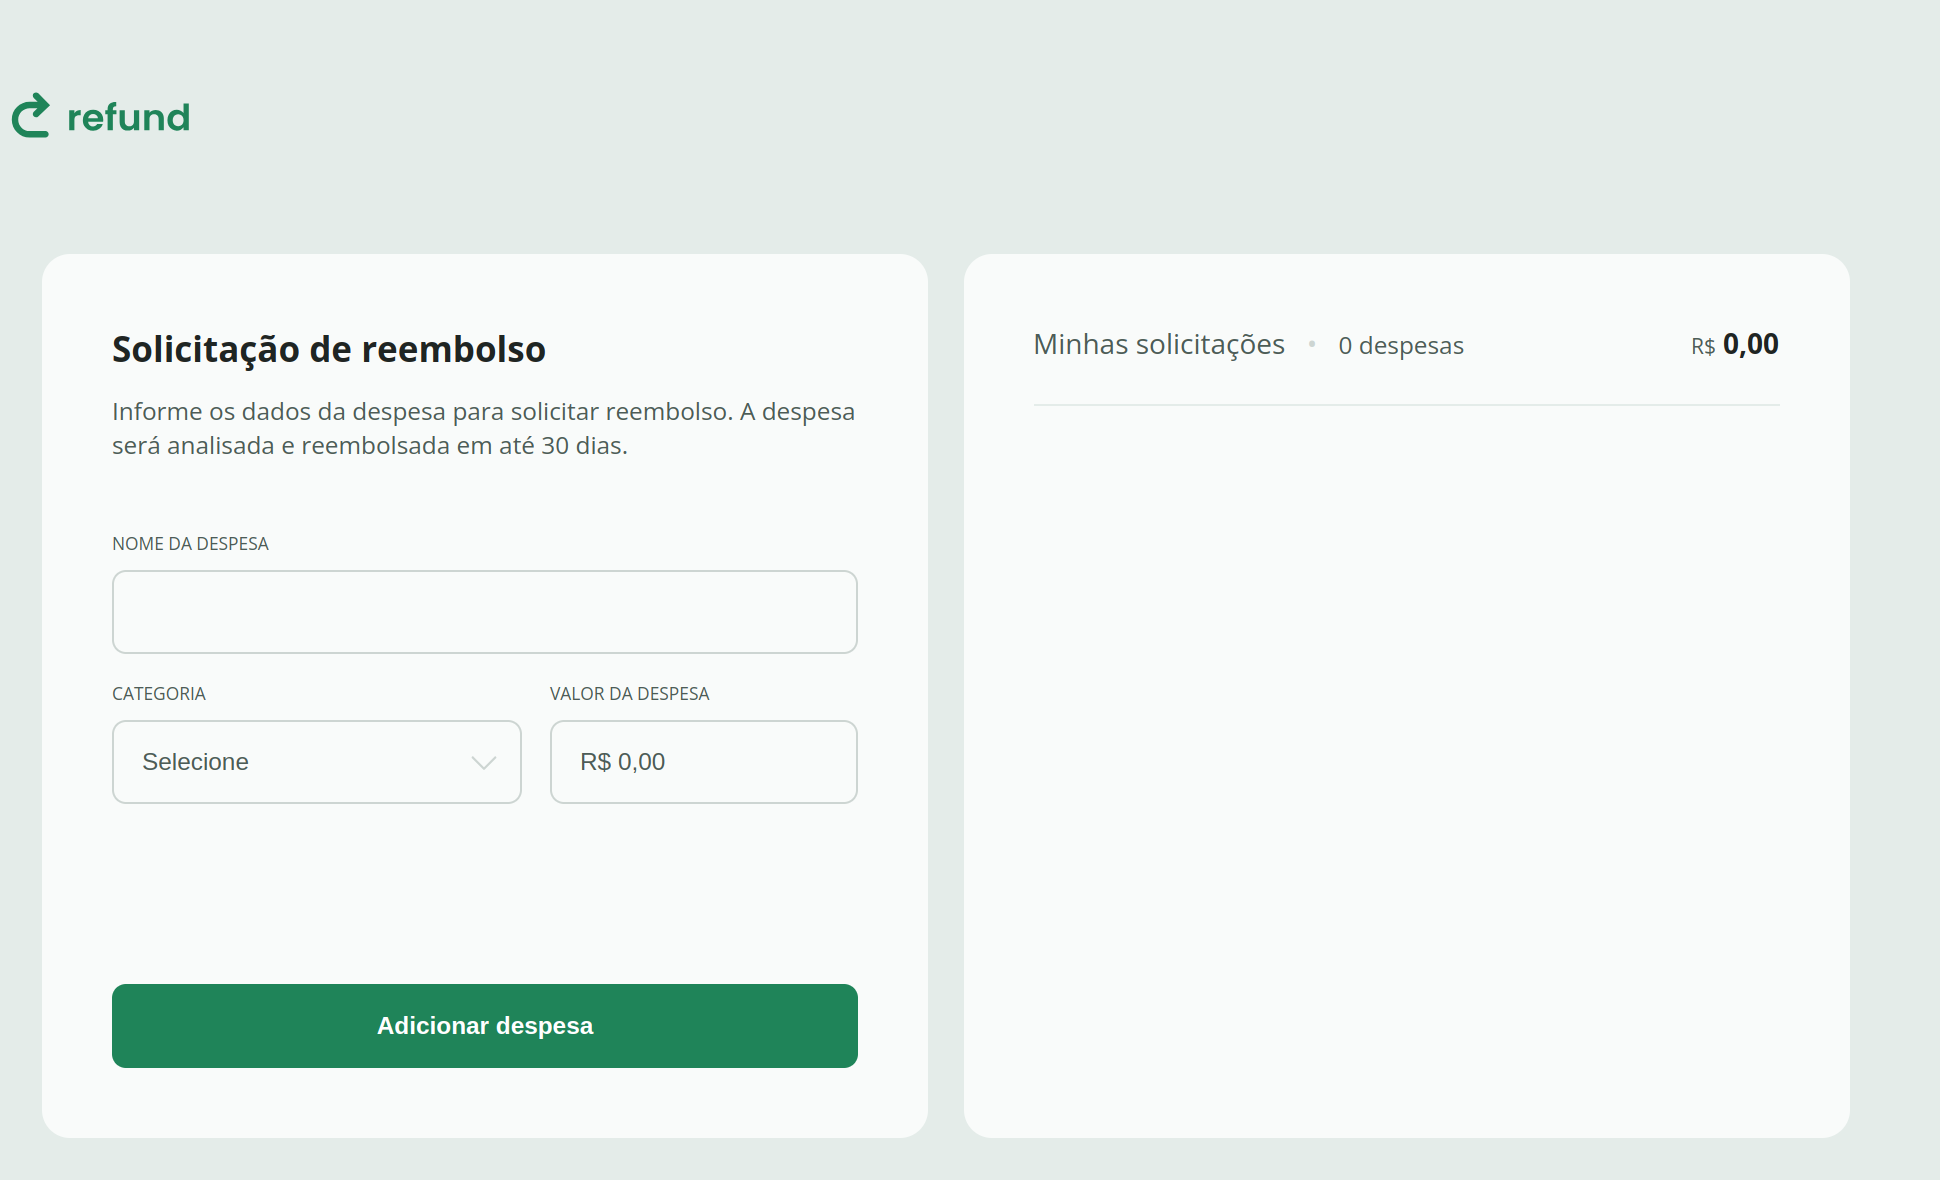 refund
Solicitação de reembolso
Informe os dados da despesa para solicitar reembolso. A despesa
será analisada e reembolsada em até 30 dias.
NOME DA DESPESA
CATEGORIA
VALOR DA DESPESA
Selecione
R$ 0,00
Adicionar despesa
Minhas solicitações • 0 despesas
R$ 0,00